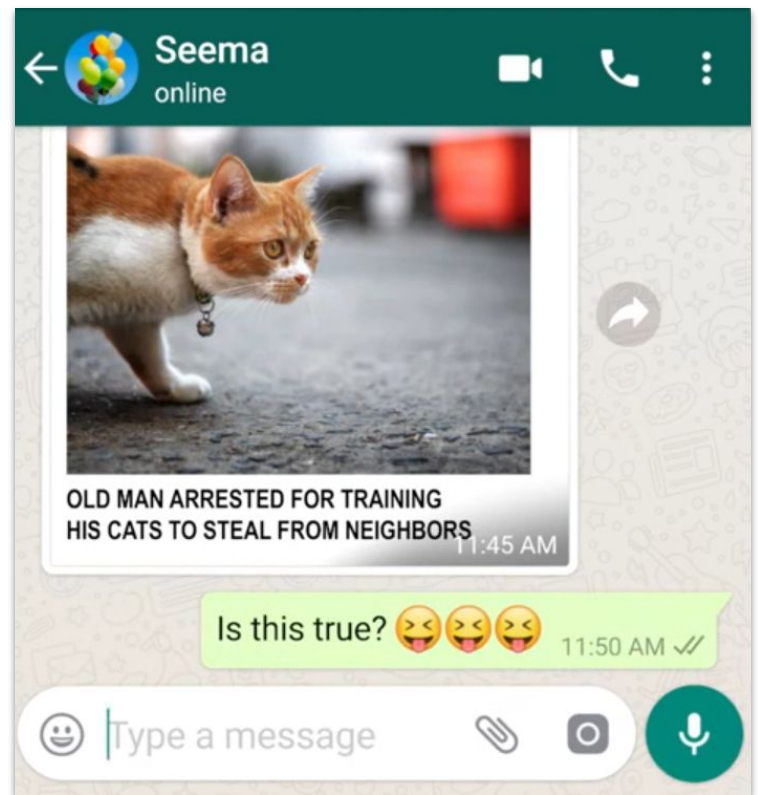 Seema
online
OLD MAN ARRESTED FOR TRAINING
HIS CATS TO STEAL FROM NEIGHBORS
11:45 AM
Is this true? 😝😝😝
11:50 AM
Type a message